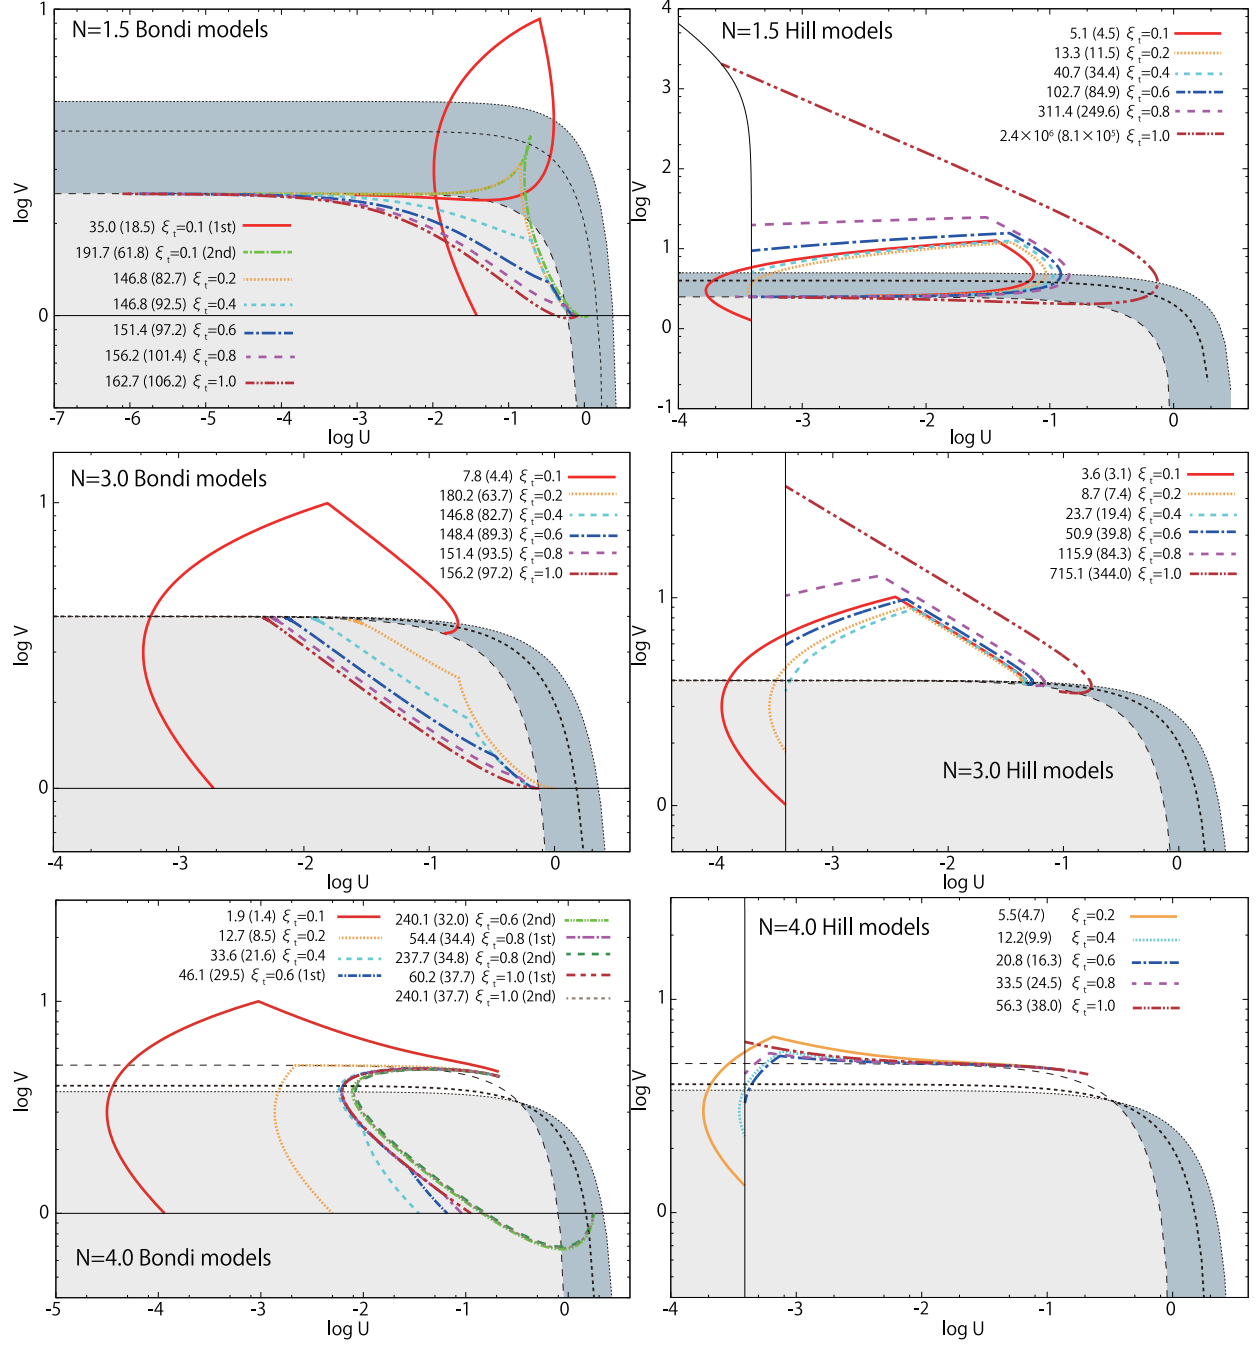 N=1.5 Bondi models
1
log V
0
35.0 (18.5) ξt=0.1 (1st)
191.7 (61.8) ξt=0.1 (2nd)
146.8 (82.7) ξt=0.2
146.8 (92.5) ξt=0.4
151.4 (97.2) ξt=0.6
156.2 (101.4) ξt=0.8
162.7 (106.2) ξt=1.0
-7 -6 -5 -4 -3 -2 -1 0
log U
N=1.5 Hill models
4
3
2
1
0
-1
log V
5.1 (4.5) ξt=0.1
13.3 (11.5) ξt=0.2
40.7 (34.4) ξt=0.4
102.7 (84.9) ξt=0.6
311.4 (249.6) ξt=0.8
2.4×10⁶ (8.1×10⁵) ξt=1.0
-4 -3 -2 -1 0
log U
N=3.0 Bondi models
1
log V
0
7.8 (4.4) ξt=0.1
180.2 (63.7) ξt=0.2
146.8 (82.7) ξt=0.4
148.4 (89.3) ξt=0.6
151.4 (93.5) ξt=0.8
156.2 (97.2) ξt=1.0
-4 -3 -2 -1 0
log U
3.6 (3.1) ξt=0.1
8.7 (7.4) ξt=0.2
23.7 (19.4) ξt=0.4
50.9 (39.8) ξt=0.6
115.9 (84.3) ξt=0.8
715.1 (344.0) ξt=1.0
1
log V
0
N=3.0 Hill models
-4 -3 -2 -1 0
log U
1.9 (1.4) ξt=0.1
12.7 (8.5) ξt=0.2
33.6 (21.6) ξt=0.4
46.1 (29.5) ξt=0.6 (1st)
240.1 (32.0) ξt=0.6 (2nd)
54.4 (34.4) ξt=0.8 (1st)
237.7 (34.8) ξt=0.8 (2nd)
60.2 (37.7) ξt=1.0 (1st)
240.1 (37.7) ξt=1.0 (2nd)
1
log V
0
N=4.0 Bondi models
-5 -4 -3 -2 -1 0
log U
N=4.0 Hill models
5.5(4.7) ξt=0.2
12.2(9.9) ξt=0.4
20.8 (16.3) ξt=0.6
33.5 (24.5) ξt=0.8
56.3 (38.0) ξt=1.0
1
log V
0
-4 -3 -2 -1 0
log U